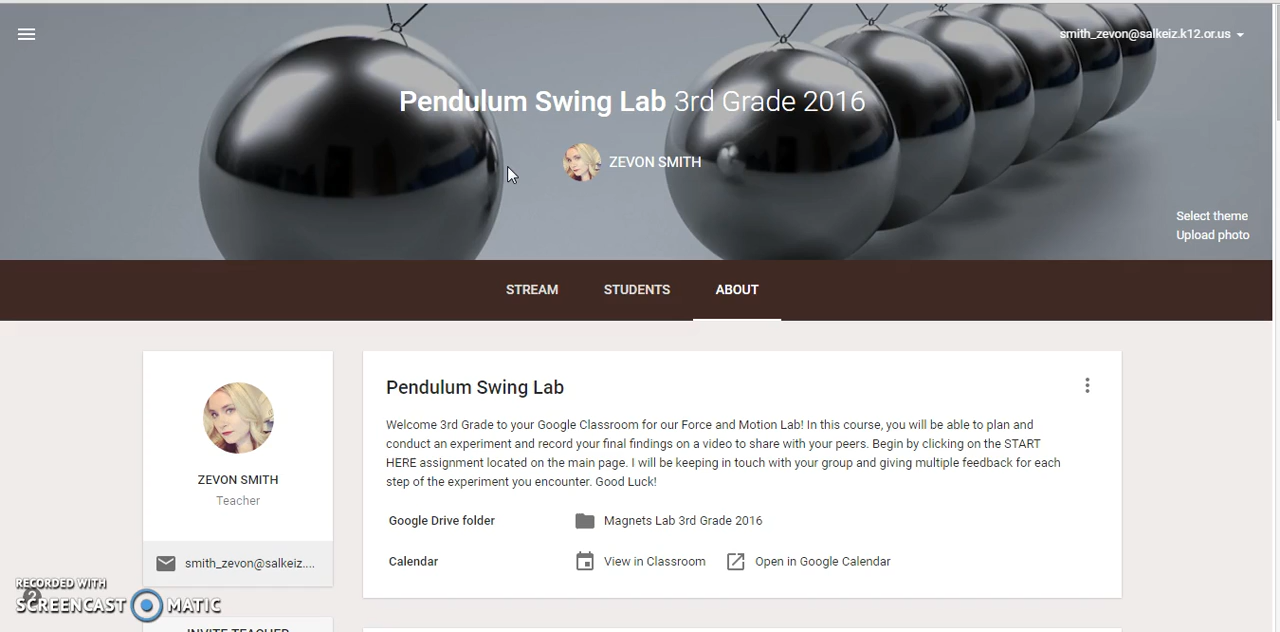 smith_zevon@salkeiz.k12.or.us
Pendulum Swing Lab 3rd Grade 2016
ZEVON SMITH
Select theme
Upload photo
STREAM STUDENTS ABOUT
ZEVON SMITH
Teacher
smith_zevon@salkeiz....
INVITE TEACHER
Pendulum Swing Lab
Welcome 3rd Grade to your Google Classroom for our Force and Motion Lab! In this course, you will be able to plan and
conduct an experiment and record your final findings on a video to share with your peers. Begin by clicking on the START
HERE assignment located on the main page. I will be keeping in touch with your group and giving multiple feedback for each
step of the experiment you encounter. Good Luck!
Google Drive folder Magnets Lab 3rd Grade 2016
Calendar View in Classroom Open in Google Calendar
RECORDED WITH
SCREENCAST MATIC